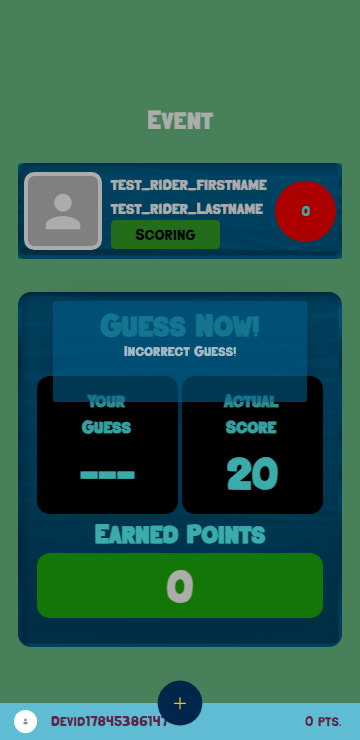 Event
TEST_RIDER_FIRSTNAME
TEST_RIDER_LASTNAME
0
SCORING
Guess Now!
Incorrect Guess!
Your
Guess
Actual
Score
---
20
Earned Points
0
+
Devid17845386147
0 pts.